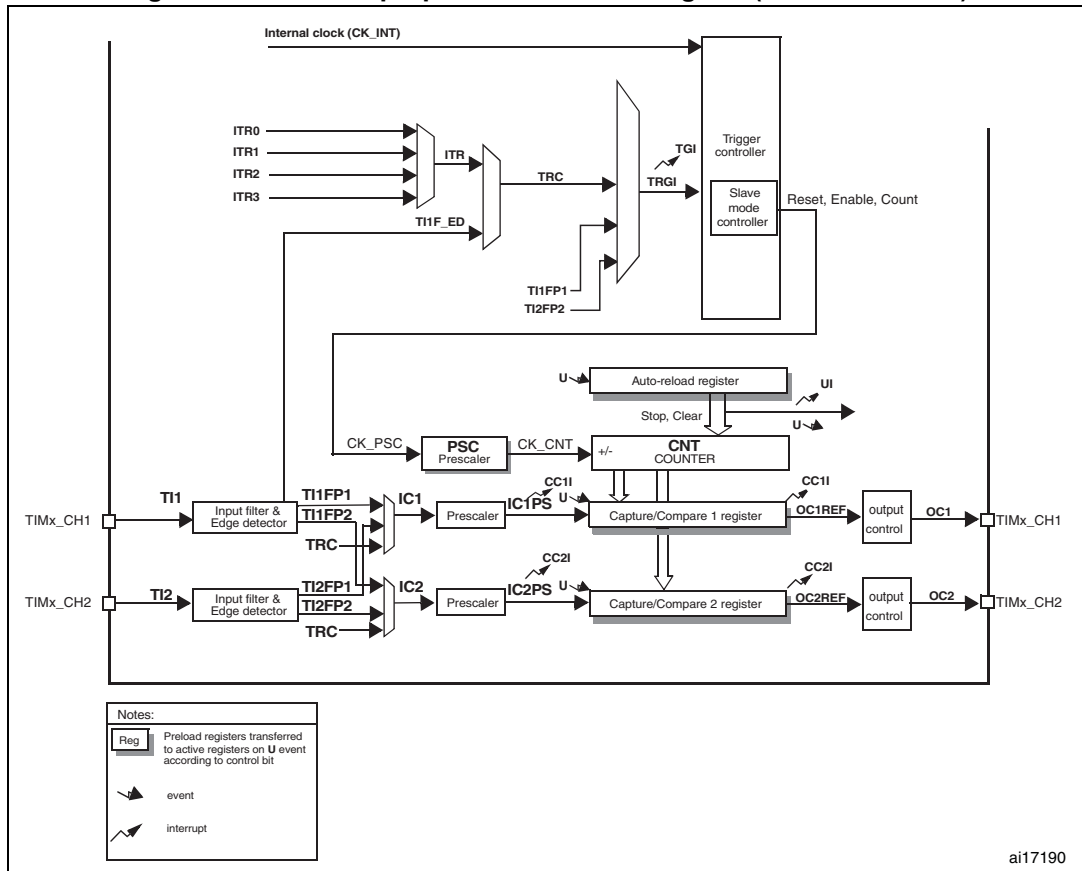 Internal clock (CK_INT)
ITR0
ITR1
ITR2
ITR3
ITR
TI1F_ED
TRC
TI1FP1
TI2FP2
TGI
TRGI
Trigger
controller
Slave
mode
controller
Reset, Enable, Count
U
Auto-reload register
UI
Stop, Clear
U
CK_PSC
PSC
Prescaler
CK_CNT
+/-
CNT
COUNTER
TIMx_CH1
TI1
Input filter &
Edge detector
TI1FP1
TI1FP2
TRC
IC1
Prescaler
IC1PS
CC1I
U
Capture/Compare 1 register
CC1I
OC1REF
output
control
OC1
TIMx_CH1
TIMx_CH2
TI2
Input filter &
Edge detector
TI2FP1
TI2FP2
TRC
IC2
Prescaler
IC2PS
CC2I
U
Capture/Compare 2 register
CC2I
OC2REF
output
control
OC2
TIMx_CH2
Notes:
Reg
Preload registers transferred
to active registers on U event
according to control bit
event
interrupt
ai17190